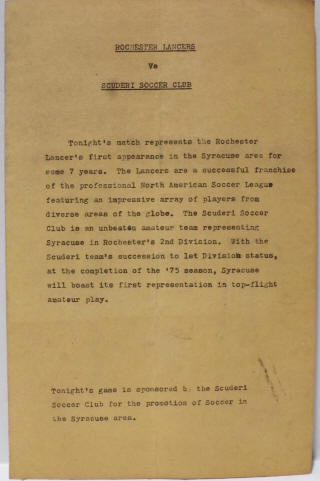 ROCHESTER LANCERS
Vs
SCUDERI SOCCER CLUB
Tonight's match represents the Rochester
Lancer's first appearance in the Syracuse area for
some 7 years. The Lancers are a successful franchise
of the professional North American Soccer League
featuring an impressive array of players from
diverse areas of the globe. The Scuderi Soccer
Club is an unbeaten amateur team representing
Syracuse in Rochester's 2nd Division. With the
Scuderi team's succession to 1st Division status,
at the completion of the '75 season, Syracuse
will boast its first representation in top-flight
amateur play.
Tonight's game is sponsored by the Scuderi
Soccer Club for the promotion of Soccer in
the Syracuse area.